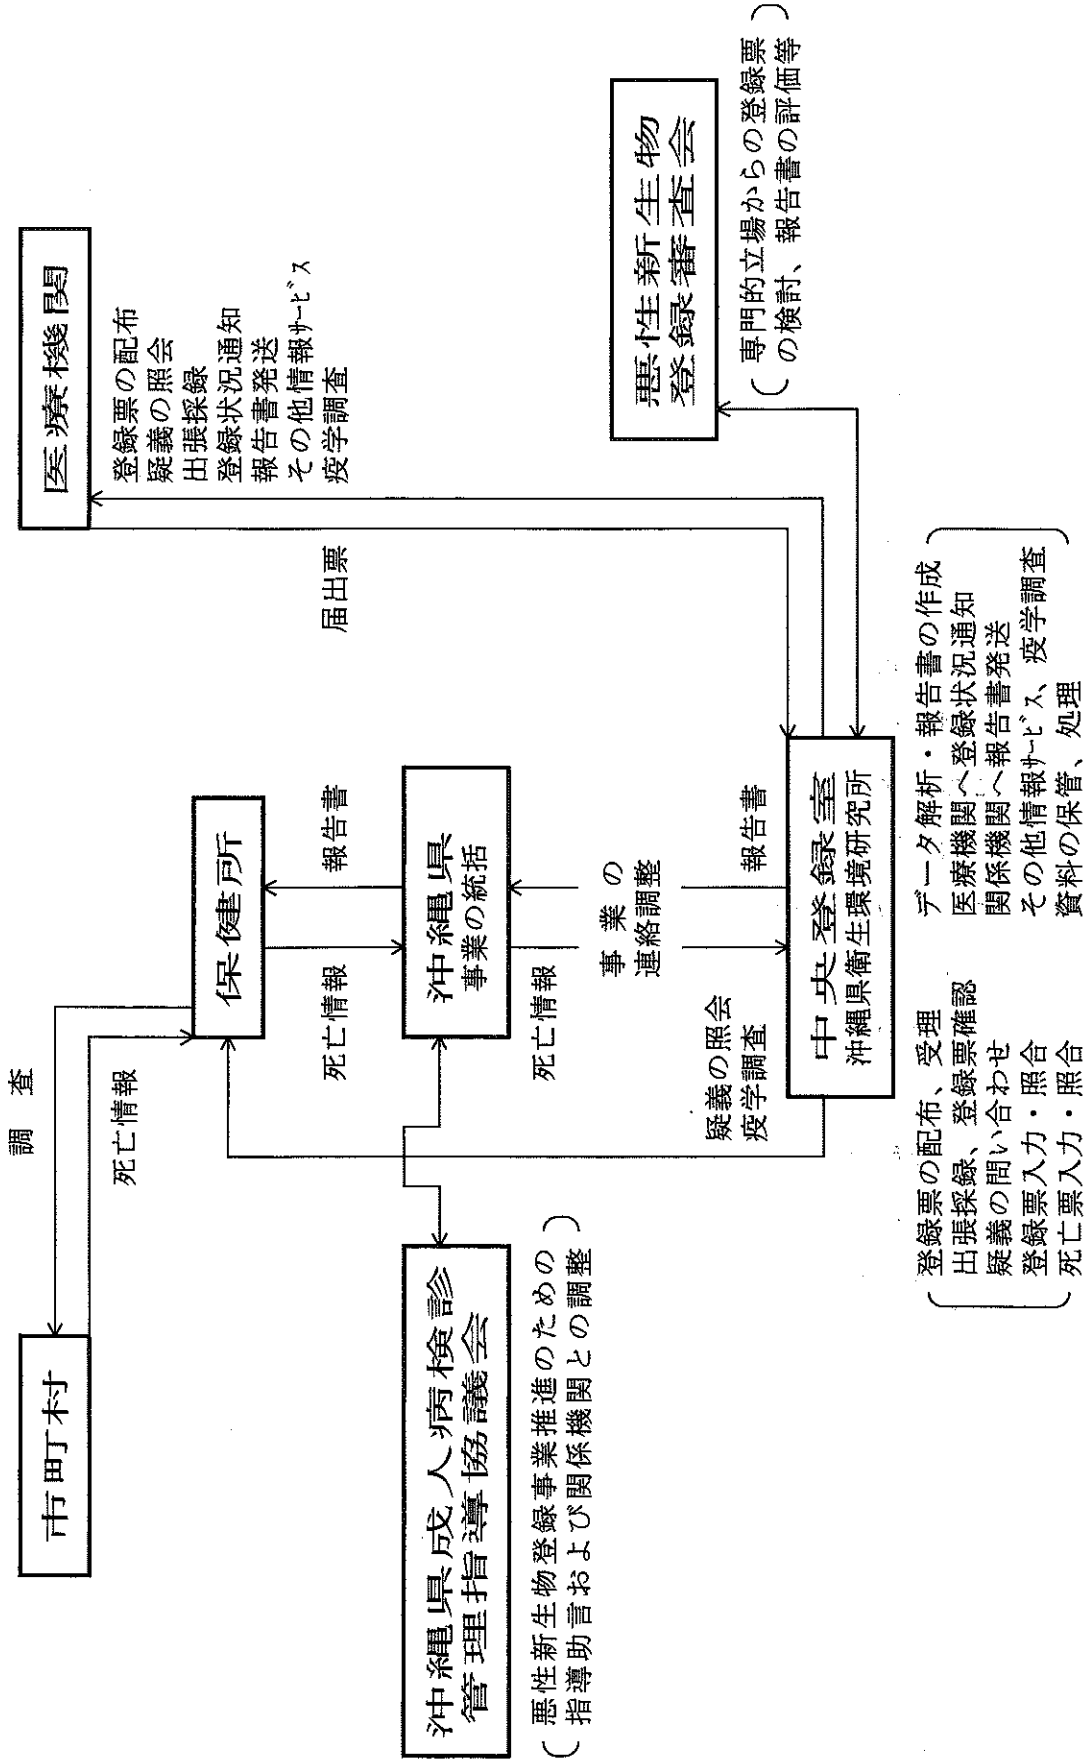 市町村
調査
死亡情報
保健所
医療機関
登録票の配布
疑義の照会
出張採録
登録状況通知
報告書発送
その他情報サービス
疫学調査
届出票
死亡情報
報告書
沖縄県成人病検診
管理指導協議会
(悪性新生物登録事業推進のための
指導助言および関係機関との調整)
沖縄県
事業の統括
死亡情報
事業の
連絡調整
報告書
疑義の照会
疫学調査
悪性新生物
登録審査会
(専門的立場からの登録票
の検討、報告書の評価等)
中央登録室
沖縄県衛生環境研究所
登録票の配布、受理
出張採録、登録票確認
疑義の問い合わせ
登録票入力・照合
死亡票入力・照合
データ解析・報告書の作成
医療機関へ登録状況通知
関係機関へ報告書発送
その他情報サービス、疫学調査
資料の保管、処理